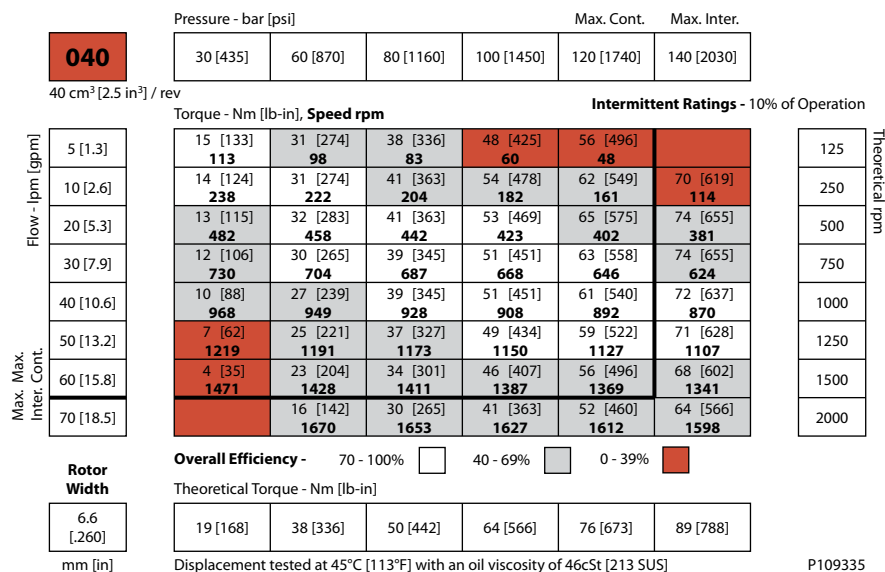 Pressure - bar [psi] Max. Cont. Max. Inter.
040 30 [435] 60 [870] 80 [1160] 100 [1450] 120 [1740] 140 [2030]
40 cm³ [2.5 in³] / rev
Torque - Nm [lb-in], Speed rpm Intermittent Ratings - 10% of Operation
Flow - lpm [gpm]
Max. Max.
Inter. Cont.
Theoretical rpm
5 [1.3] 15 [133] 31 [274] 38 [336] 48 [425] 56 [496] 125
113 98 83 60 48
10 [2.6] 14 [124] 31 [274] 41 [363] 54 [478] 62 [549] 70 [619] 250
238 222 204 182 161 114
20 [5.3] 13 [115] 32 [283] 41 [363] 53 [469] 65 [575] 74 [655] 500
482 458 442 423 402 381
30 [7.9] 12 [106] 30 [265] 39 [345] 51 [451] 63 [558] 74 [655] 750
730 704 687 668 646 624
40 [10.6] 10 [88] 27 [239] 39 [345] 51 [451] 61 [540] 72 [637] 1000
968 949 928 908 892 870
50 [13.2] 7 [62] 25 [221] 37 [327] 49 [434] 59 [522] 71 [628] 1250
1219 1191 1173 1150 1127 1107
60 [15.8] 4 [35] 23 [204] 34 [301] 46 [407] 56 [496] 68 [602] 1500
1471 1428 1411 1387 1369 1341
70 [18.5] 16 [142] 30 [265] 41 [363] 52 [460] 64 [566] 2000
1670 1653 1627 1612 1598
Overall Efficiency - 70 - 100% 40 - 69% 0 - 39%
Rotor
Width
Theoretical Torque - Nm [lb-in]
6.6
[.260]
19 [168] 38 [336] 50 [442] 64 [566] 76 [673] 89 [788]
mm [in] Displacement tested at 45°C [113°F] with an oil viscosity of 46cSt [213 SUS] P109335